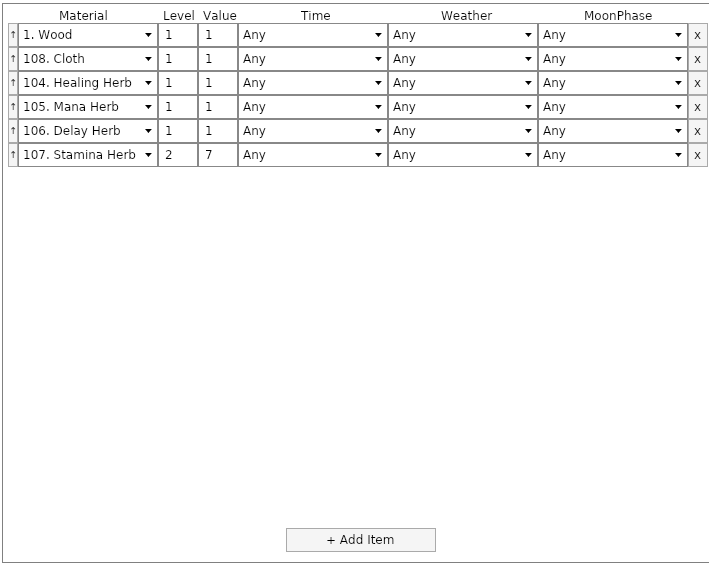 Material Level Value Time Weather MoonPhase
↑ 1. Wood 1 1 Any Any Any x
↑ 108. Cloth 1 1 Any Any Any x
↑ 104. Healing Herb 1 1 Any Any Any x
↑ 105. Mana Herb 1 1 Any Any Any x
↑ 106. Delay Herb 1 1 Any Any Any x
↑ 107. Stamina Herb 2 7 Any Any Any x
+ Add Item